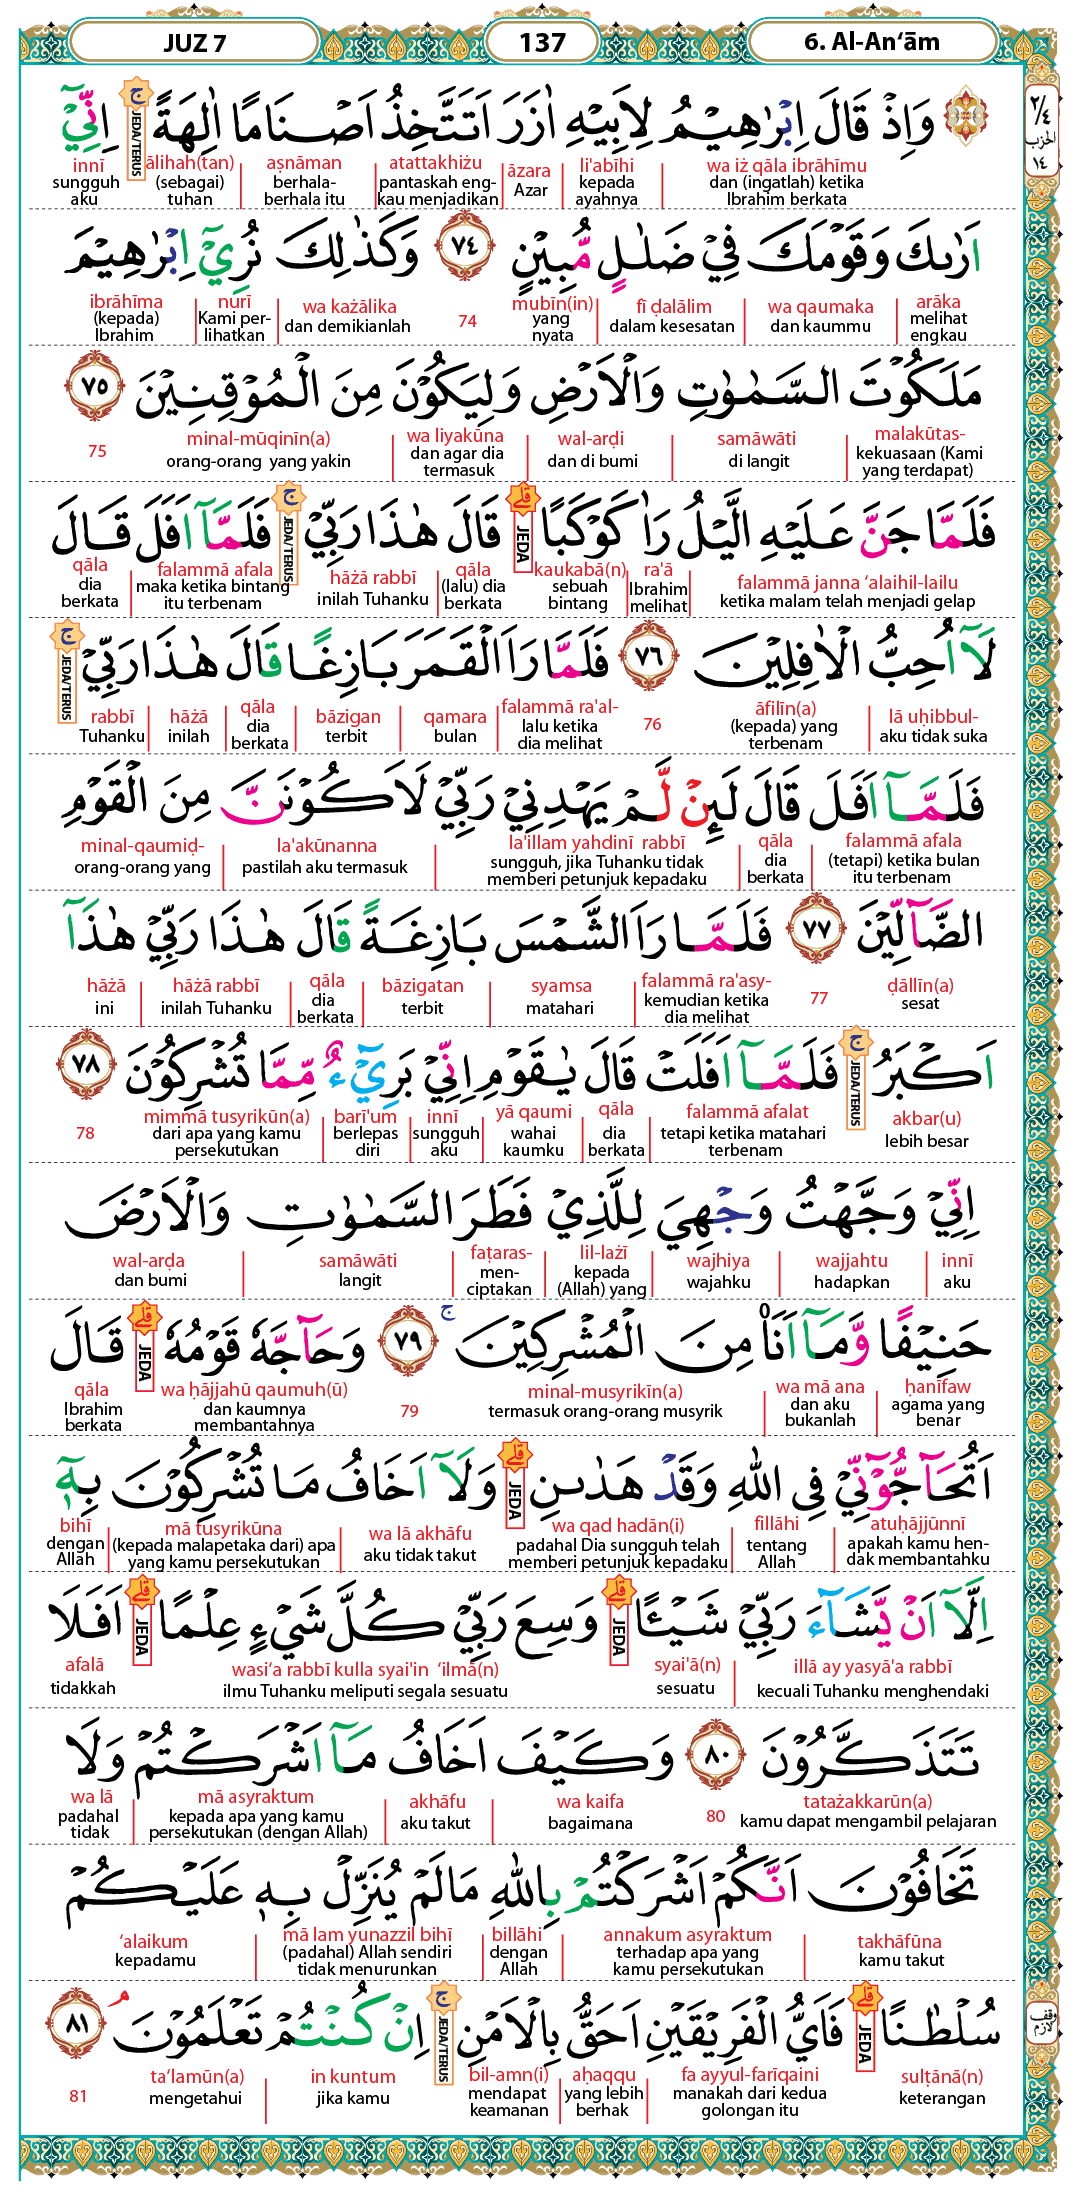 JUZ 7
137
6. Al-An‘ām
٢/٤
الحزب
١٤
وَاِذْ قَالَ اِبْرٰهِيْمُ لِاَبِيْهِ اٰزَرَ اَتَتَّخِذُ اَصْنَامًا اٰلِهَةً ۚ اِنِّيْٓ
JEDA/TERUS
wa iż qāla ibrāhīmu | li'abīhi | āzara | atattakhiżu | aṣnāman | ālihah(tan) | innī
dan (ingatlah) ketika Ibrahim berkata | kepada ayahnya | Azar | pantaskah eng-kau menjadikan | berhala-berhala itu | (sebagai) tuhan | sungguh aku
اَرٰىكَ وَقَوْمَكَ فِيْ ضَلٰلٍ مُّبِيْنٍ ٧٤ وَكَذٰلِكَ نُرِيْٓ اِبْرٰهِيْمَ
arāka | wa qaumaka | fī ḍalālim | mubīn(in) | 74 | wa każālika | nurī | ibrāhīma
melihat engkau | dan kaummu | dalam kesesatan | yang nyata | dan demikianlah | Kami per-lihatkan | (kepada) Ibrahim
مَلَكُوْتَ السَّمٰوٰتِ وَالْاَرْضِ وَلِيَكُوْنَ مِنَ الْمُوْقِنِيْنَ ٧٥
malakūtas- | samāwāti | wal-arḍi | wa liyakūna | minal-mūqinīn(a) | 75
kekuasaan (Kami yang terdapat) | di langit | dan di bumi | dan agar dia termasuk | orang-orang yang yakin
فَلَمَّا جَنَّ عَلَيْهِ الَّيْلُ رَاٰ كَوْكَبًا ۗ قَالَ هٰذَا رَبِّيْ ۚ فَلَمَّآ اَفَلَ قَالَ
JEDA
JEDA/TERUS
falammā janna ‘alaihil-lailu | ra'ā | kaukabā(n) | qāla | hāżā rabbī | falammā afala | qāla
ketika malam telah menjadi gelap | Ibrahim melihat | sebuah bintang | (lalu) dia berkata | inilah Tuhanku | maka ketika bintang itu terbenam | dia berkata
لَآ اُحِبُّ الْاٰفِلِيْنَ ٧٦ فَلَمَّا رَاَ الْقَمَرَ بَازِغًا قَالَ هٰذَا رَبِّيْ ۚ
JEDA/TERUS
lā uḥibbul- | āfilīn(a) | 76 | falammā ra'al- | qamara | bāzigan | qāla | hāżā | rabbī
aku tidak suka | (kepada) yang terbenam | lalu ketika dia melihat | bulan | terbit | dia berkata | inilah | Tuhanku
فَلَمَّآ اَفَلَ قَالَ لَىِٕنْ لَّمْ يَهْدِنِيْ رَبِّيْ لَاَكُوْنَنَّ مِنَ الْقَوْمِ
falammā afala | qāla | la'illam yahdinī rabbī | la'akūnanna | minal-qaumiḍ-
(tetapi) ketika bulan itu terbenam | dia berkata | sungguh, jika Tuhanku tidak memberi petunjuk kepadaku | pastilah aku termasuk | orang-orang yang
الضَّاۤلِّيْنَ ٧٧ فَلَمَّا رَاَ الشَّمْسَ بَازِغَةً قَالَ هٰذَا رَبِّيْ هٰذَآ
ḍāllīn(a) | 77 | falammā ra'asy- | syamsa | bāzigatan | qāla | hāżā rabbī | hāżā
sesat | kemudian ketika dia melihat | matahari | terbit | dia berkata | inilah Tuhanku | ini
اَكْبَرُ ۚ فَلَمَّآ اَفَلَتْ قَالَ يٰقَوْمِ اِنِّيْ بَرِيْۤءٌ مِّمَّا تُشْرِكُوْنَ ٧٨
JEDA/TERUS
akbar(u) | falammā afalat | qāla | yā qaumi | innī | barī'um | mimmā tusyrikūn(a) | 78
lebih besar | tetapi ketika matahari terbenam | dia berkata | wahai kaumku | sungguh aku | berlepas diri | dari apa yang kamu persekutukan
اِنِّيْ وَجَّهْتُ وَجْهِيَ لِلَّذِيْ فَطَرَ السَّمٰوٰتِ وَالْاَرْضَ
innī | wajjahtu | wajhiya | lil-lażī | faṭaras- | samāwāti | wal-arḍa
aku | hadapkan | wajahku | kepada (Allah) yang | men-ciptakan | langit | dan bumi
حَنِيْفًا وَّمَآ اَنَا۠ مِنَ الْمُشْرِكِيْنَ ۚ ٧٩ وَحَاۤجَّهٗ قَوْمُهٗ ۗ قَالَ
JEDA
ḥanīfaw | wa mā ana | minal-musyrikīn(a) | 79 | wa ḥājjahū qaumuh(ū) | qāla
agama yang benar | dan aku bukanlah | termasuk orang-orang musyrik | dan kaumnya membantahnya | Ibrahim berkata
اَتُحَاۤجُّوْۤنِّيْ فِى اللّٰهِ وَقَدْ هَدٰىنِ ۗ وَلَآ اَخَافُ مَا تُشْرِكُوْنَ بِهٖٓ
JEDA
atuḥājjūnnī | fillāhi | wa qad hadān(i) | wa lā akhāfu | mā tusyrikūna | bihī
apakah kamu hen-dak membantahku | tentang Allah | padahal Dia sungguh telah memberi petunjuk kepadaku | aku tidak takut | (kepada malapetaka dari) apa yang kamu persekutukan | dengan Allah
اِلَّآ اَنْ يَّشَاۤءَ رَبِّيْ شَيْـًٔا ۗ وَسِعَ رَبِّيْ كُلَّ شَيْءٍ عِلْمًا ۗ اَفَلَا
JEDA
JEDA
illā ay yasyā'a rabbī | syai'ā(n) | wasi‘a rabbī kulla syai'in ‘ilmā(n) | afalā
kecuali Tuhanku menghendaki | sesuatu | ilmu Tuhanku meliputi segala sesuatu | tidakkah
تَتَذَكَّرُوْنَ ٨٠ وَكَيْفَ اَخَافُ مَآ اَشْرَكْتُمْ وَلَا
tatażakkarūn(a) | 80 | wa kaifa | akhāfu | mā asyraktum | wa lā
kamu dapat mengambil pelajaran | bagaimana | aku takut | kepada apa yang kamu persekutukan (dengan Allah) | padahal tidak
تَخَافُوْنَ اَنَّكُمْ اَشْرَكْتُمْ بِاللّٰهِ مَا لَمْ يُنَزِّلْ بِهٖ عَلَيْكُمْ
takhāfūna | annakum asyraktum | billāhi | mā lam yunazzil bihī | ‘alaikum
kamu takut | terhadap apa yang kamu persekutukan | dengan Allah | (padahal) Allah sendiri tidak menurunkan | kepadamu
سُلْطٰنًا ۗ فَاَيُّ الْفَرِيْقَيْنِ اَحَقُّ بِالْاَمْنِ ۚ اِنْ كُنْتُمْ تَعْلَمُوْنَ ۘ ٨١
JEDA
JEDA/TERUS
وقف لازم
sulṭānā(n) | fa ayyul-farīqaini | aḥaqqu | bil-amn(i) | in kuntum | ta‘lamūn(a) | 81
keterangan | manakah dari kedua golongan itu | yang lebih berhak | mendapat keamanan | jika kamu | mengetahui